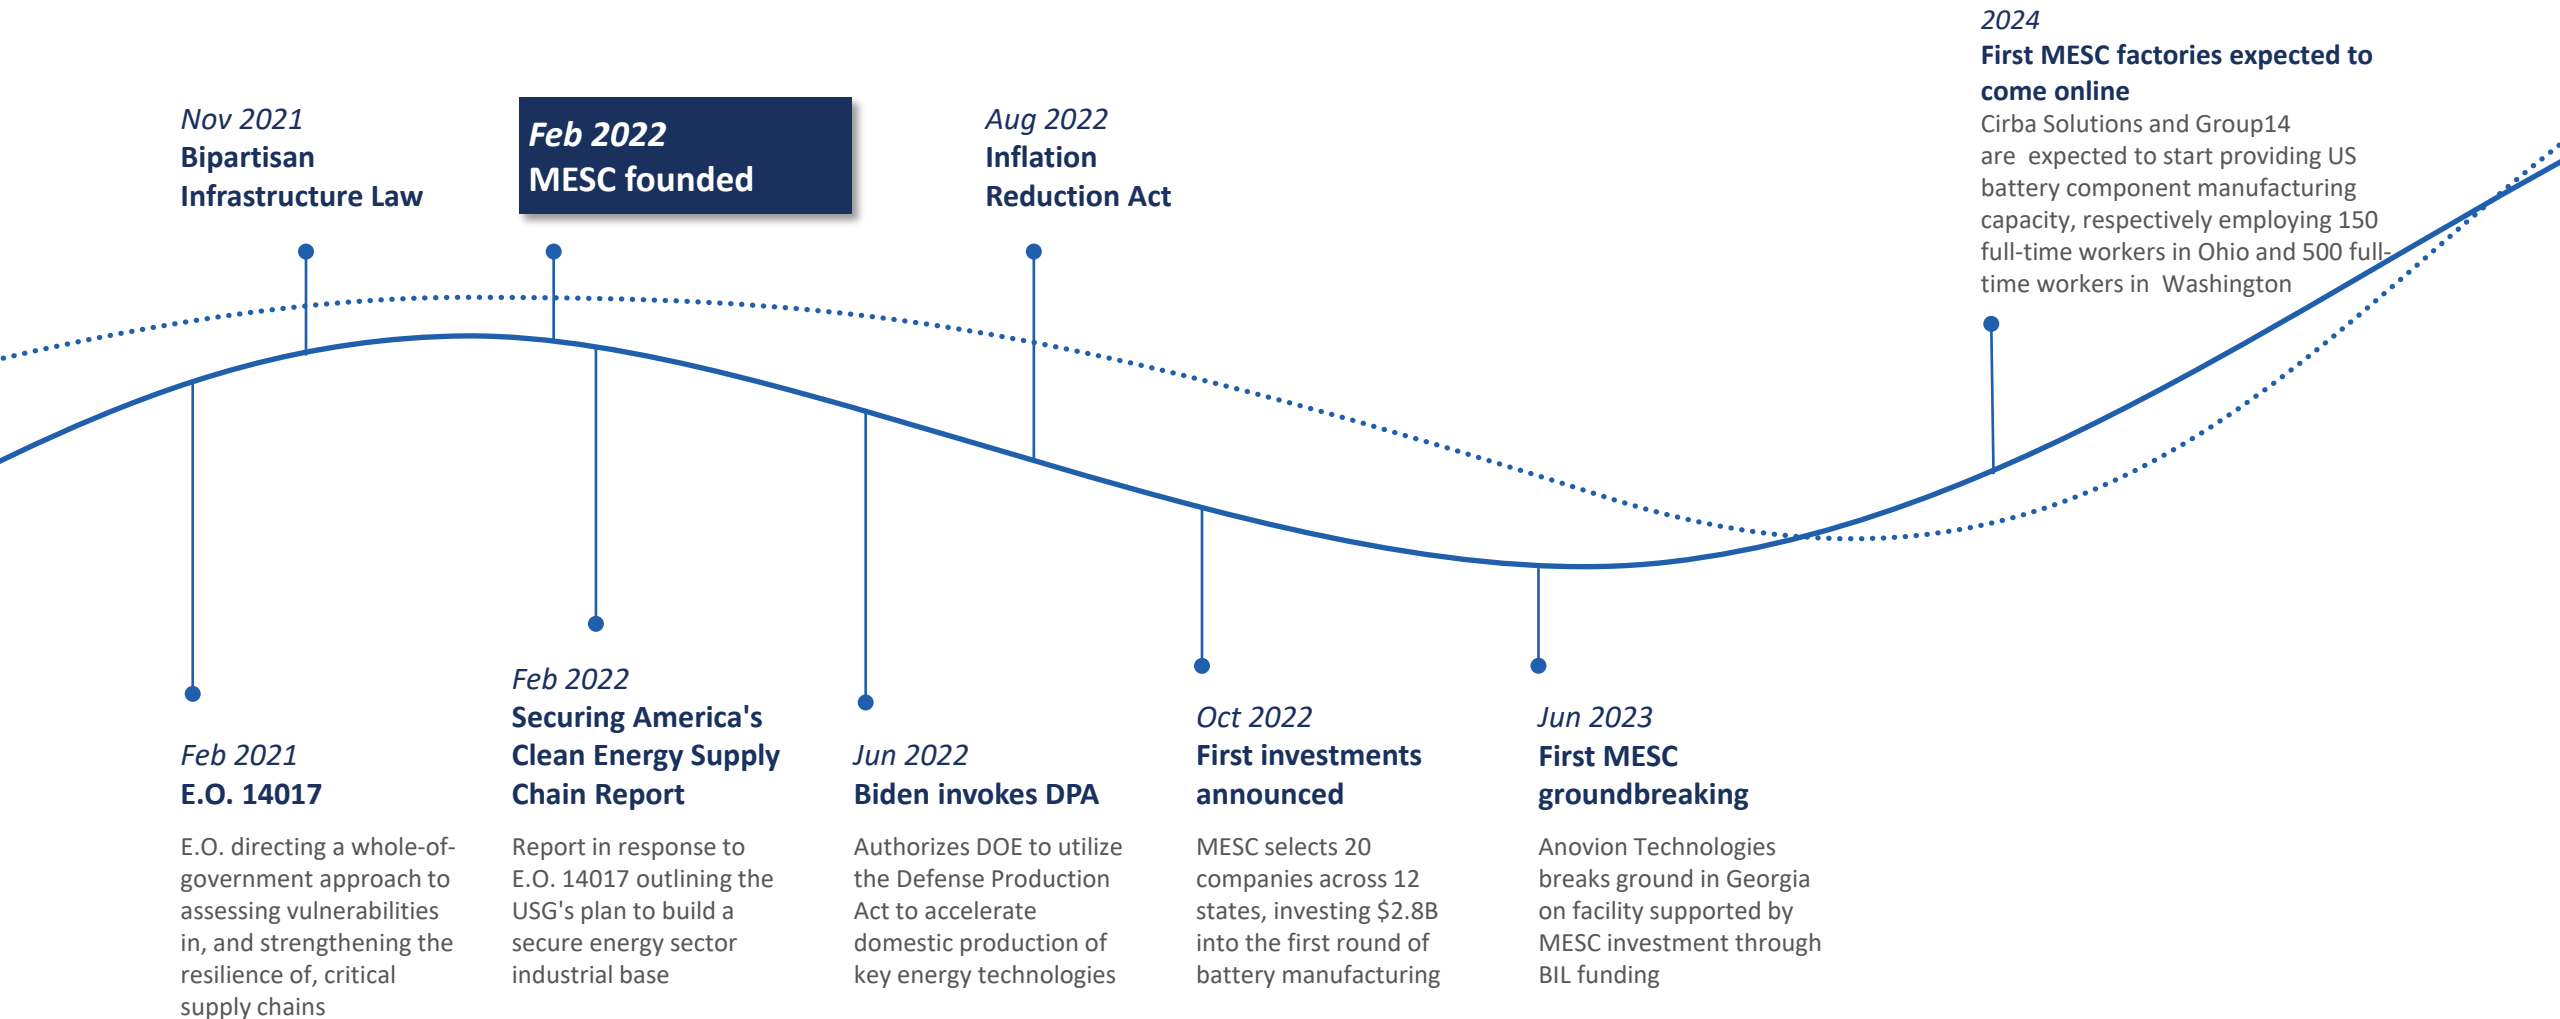 2024
First MESC factories expected to
come online
Cirba Solutions and Group14
are  expected to start providing US
battery component manufacturing
capacity, respectively employing 150
full-time workers in Ohio and 500 full-
time workers in  Washington
Nov 2021
Bipartisan
Infrastructure Law
Feb 2022
MESC founded
Aug 2022
Inflation
Reduction Act
Feb 2021
E.O. 14017
E.O. directing a whole-of-
government approach to
assessing vulnerabilities
in, and strengthening the
resilience of, critical
supply chains
Feb 2022
Securing America's
Clean Energy Supply
Chain Report
Report in response to
E.O. 14017 outlining the
USG's plan to build a
secure energy sector
industrial base
Jun 2022
Biden invokes DPA
Authorizes DOE to utilize
the Defense Production
Act to accelerate
domestic production of
key energy technologies
Oct 2022
First investments
announced
MESC selects 20
companies across 12
states, investing $2.8B
into the first round of
battery manufacturing
Jun 2023
First MESC
groundbreaking
Anovion Technologies
breaks ground in Georgia
on facility supported by
MESC investment through
BIL funding